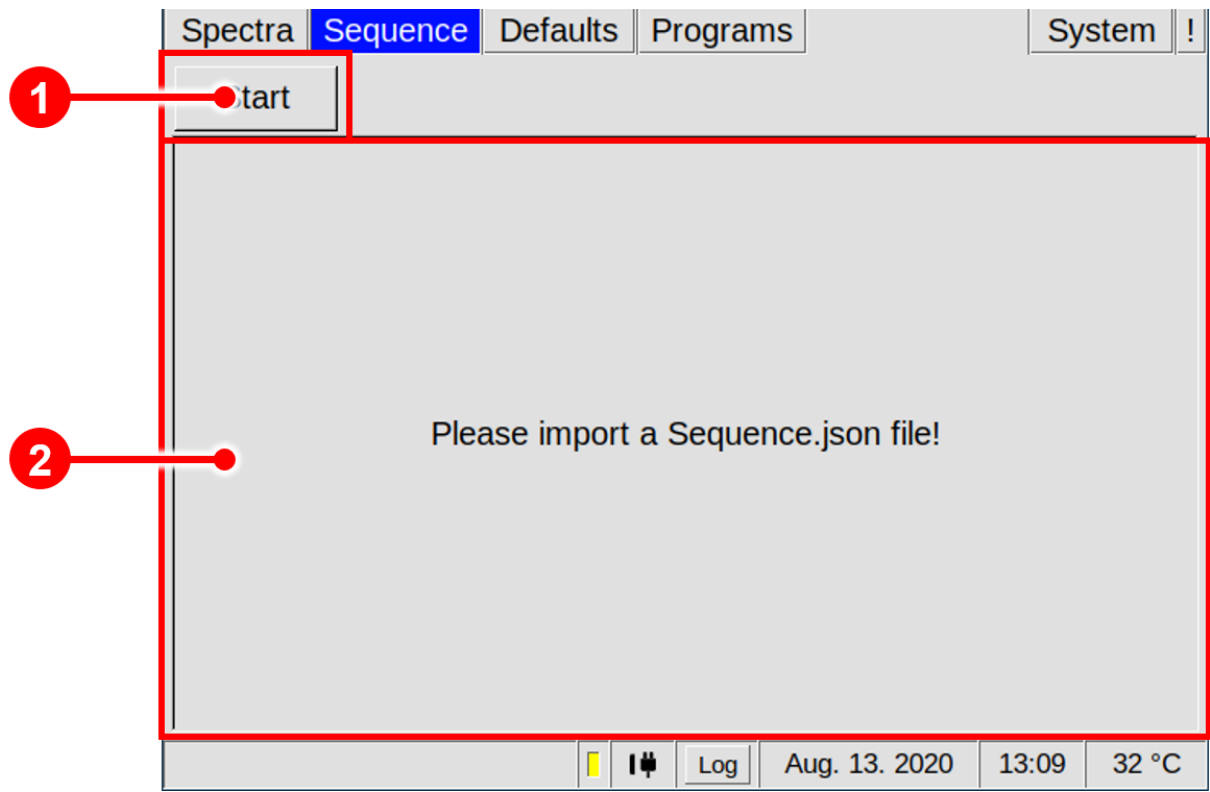 Spectra Sequence Defaults Programs System !
1 Start
2 Please import a Sequence.json file!
Log Aug. 13. 2020 13:09 32 °C